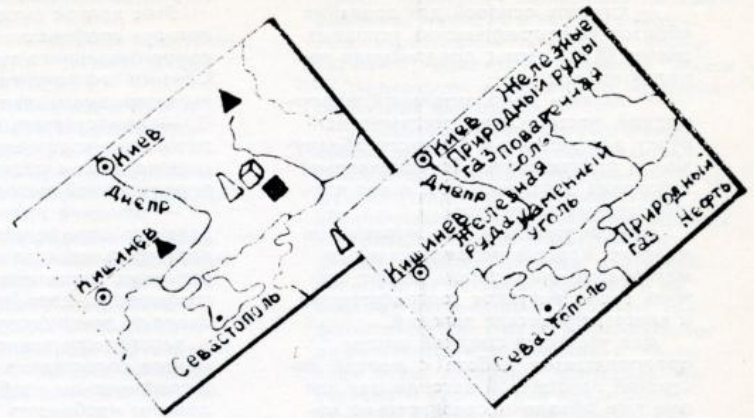 Киев
Днепр
Кишинев
Севастополь
Железные
руды
Природный
газ
поваренная
соль
Киев
Днепр
Железная
руда
Каменный
уголь
Кишинев
Природный
газ
Нефть
Севастополь